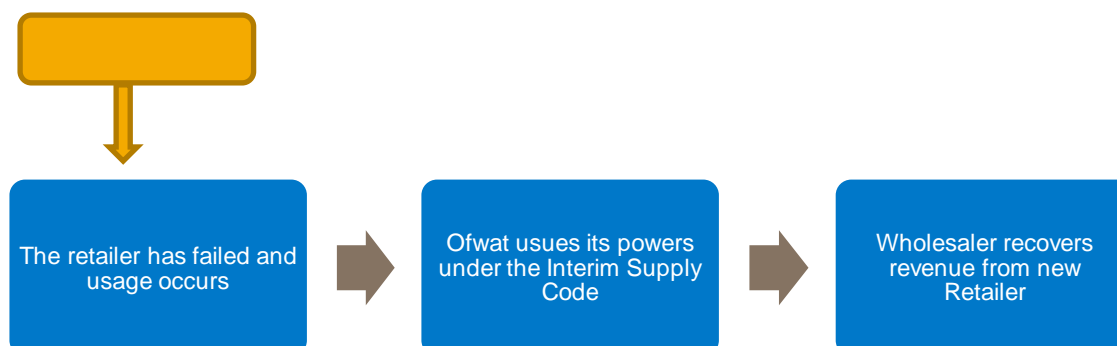 The retailer has failed and
usage occurs
Ofwat usues its powers
under the Interim Supply
Code
Wholesaler recovers
revenue from new
Retailer